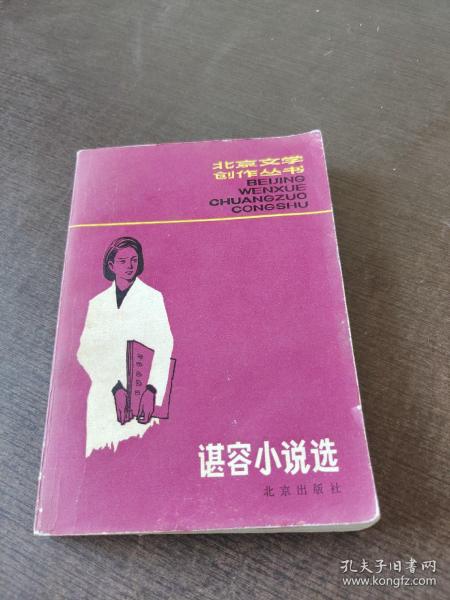 北京文学
创作丛书
BEIJING
WENXUE
CHUANGZUO
CONGSHU
谌容小说选
北京出版社
孔夫子旧书网
www.kongfz.com